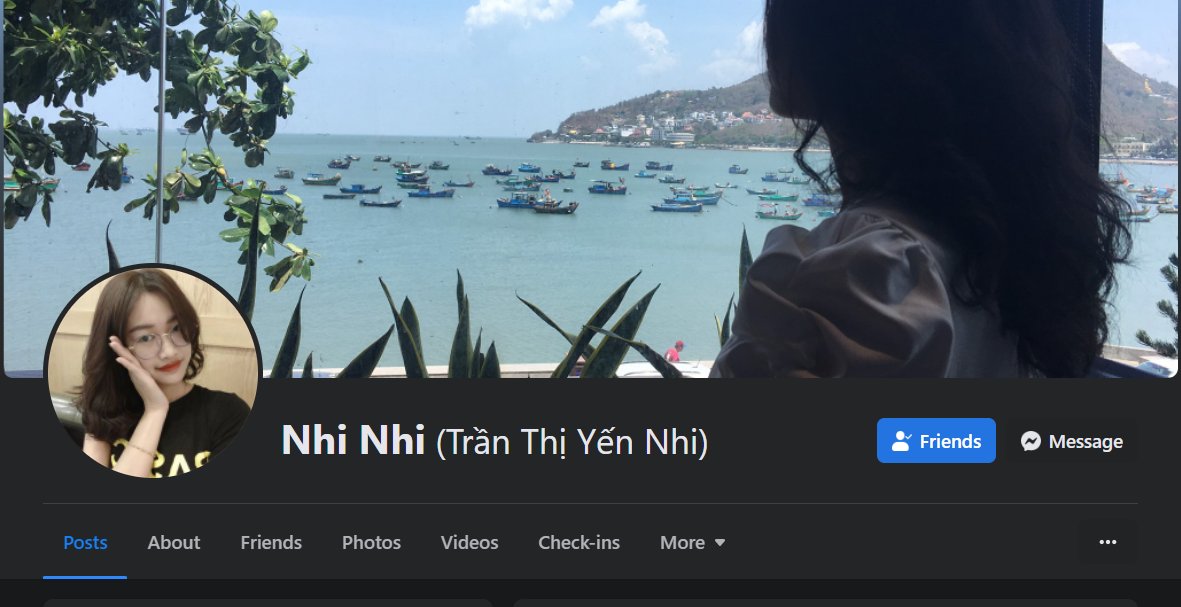 Nhi Nhi (Trần Thị Yến Nhi)
Friends
Message
Posts
About
Friends
Photos
Videos
Check-ins
More